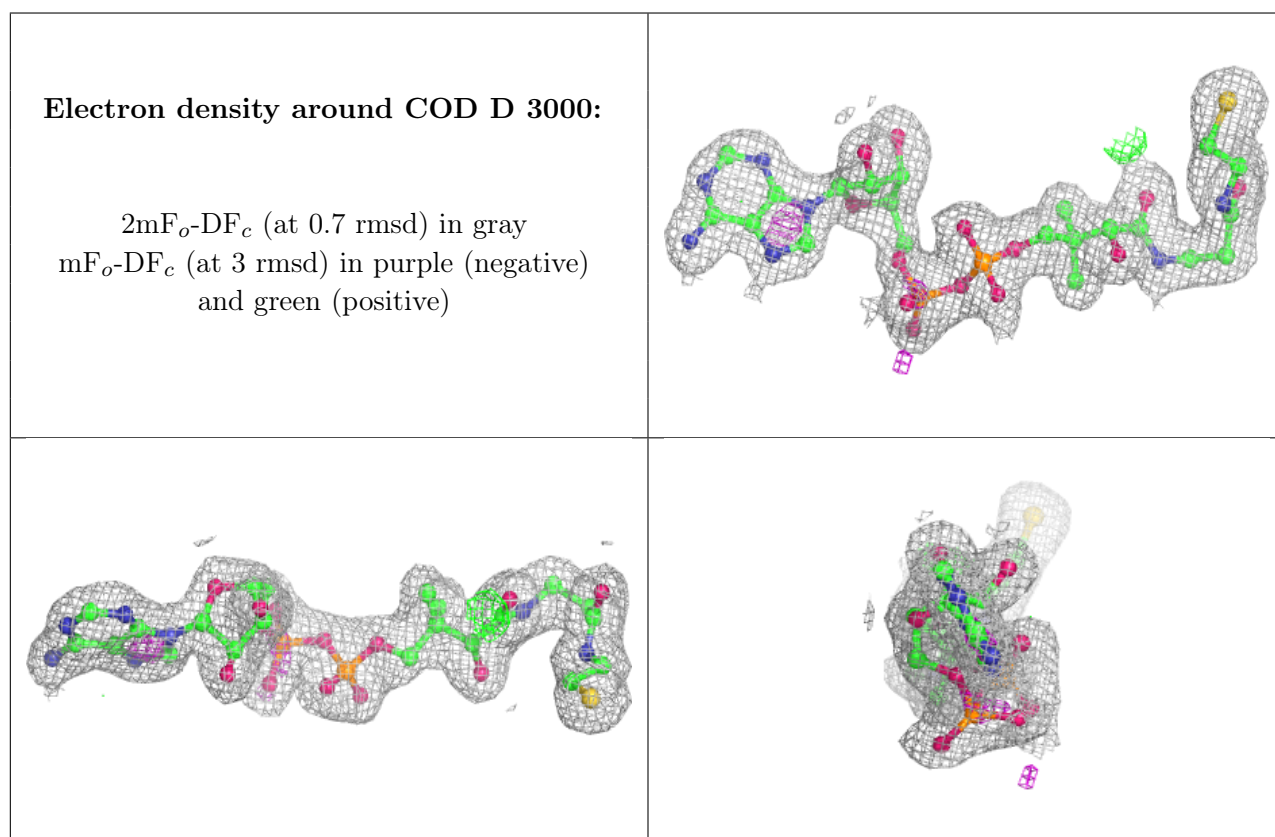 Electron density around COD D 3000:
2mFₒ-DF𝒸 (at 0.7 rmsd) in gray
mFₒ-DF𝒸 (at 3 rmsd) in purple (negative)
and green (positive)